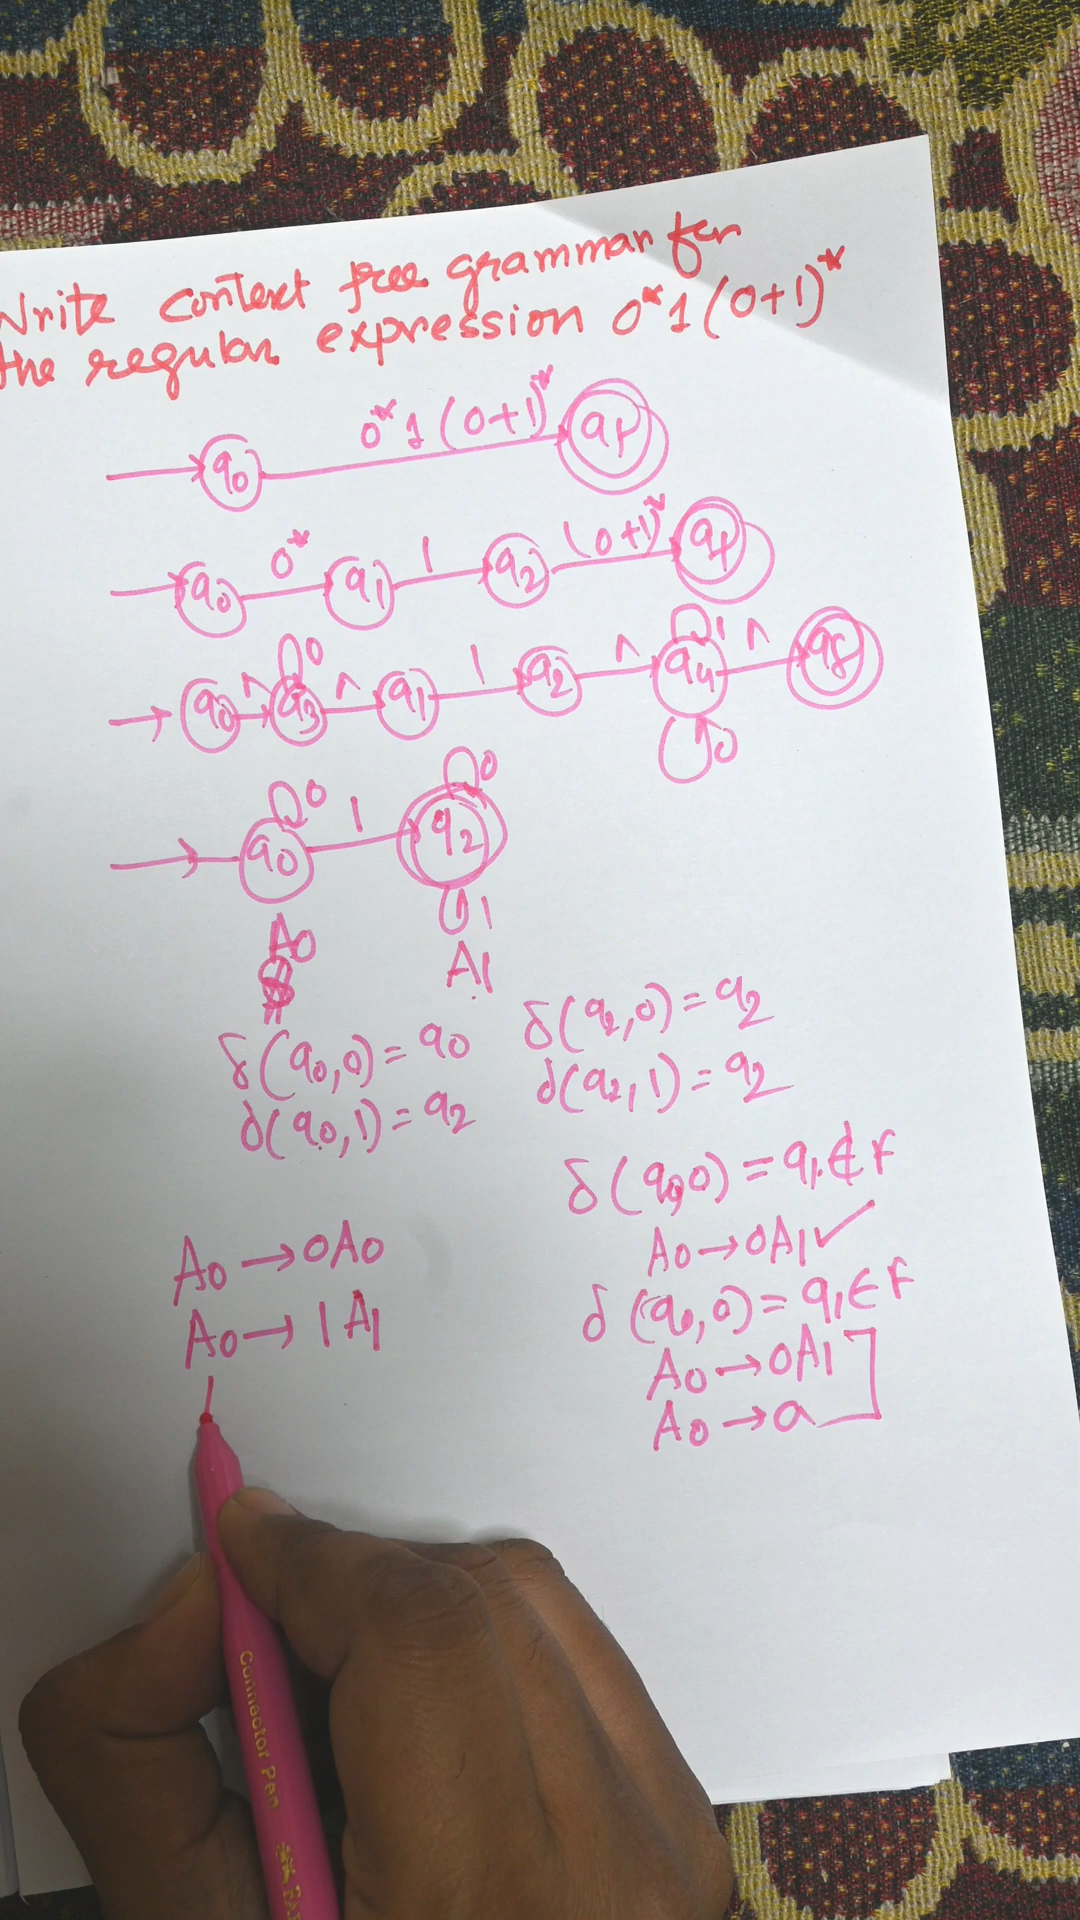 Write context free grammar for
the regular expression 0*1(0+1)*
q0 0*1(0+1)* qf
q0 0* q1 1 q2 (0+1)* qf
q0 ^ q3 0 ^ q1 1 q2 ^ q4 1 0 ^ qf
q0 0 1 q2 0 1
A0 A1
δ(q0,0)=q0 δ(q2,0)=q2
δ(q0,1)=q2 δ(q2,1)=q2
δ(q0,0)=q1∉F
A0→0A0 A0→0A1✓
δ(q0,0)=q1∈F
A0→1A1 A0→0A1
A0→a
Connector Pen